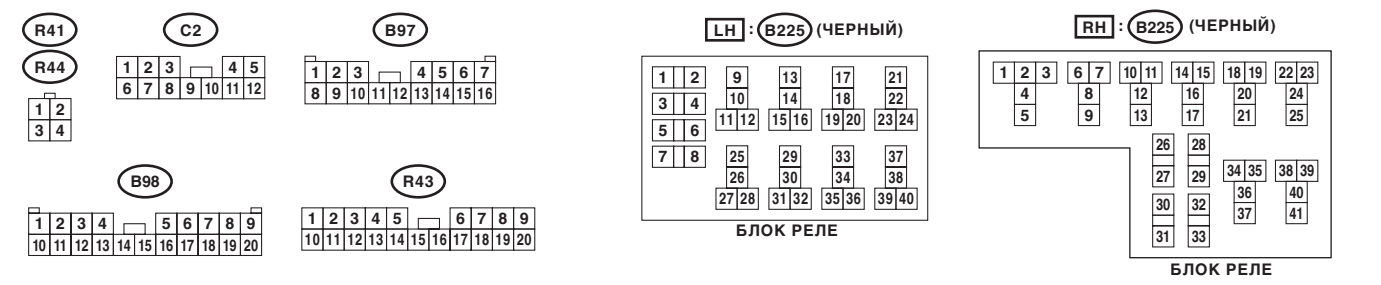 R41
R44
1 2
3 4
C2
1 2 3 4 5
6 7 8 9 10 11 12
B97
1 2 3 4 5 6 7
8 9 10 11 12 13 14 15 16
B98
1 2 3 4 5 6 7 8 9
10 11 12 13 14 15 16 17 18 19 20
R43
1 2 3 4 5 6 7 8 9
10 11 12 13 14 15 16 17 18 19 20
LH : B225 (ЧЕРНЫЙ)
1 2 9 13 17 21
3 4 10 14 18 22
5 6 11 12 15 16 19 20 23 24
7 8 25 29 33 37
26 30 34 38
27 28 31 32 35 36 39 40
БЛОК РЕЛЕ
RH : B225 (ЧЕРНЫЙ)
1 2 3 6 7 10 11 14 15 18 19 22 23
4 8 12 16 20 24
5 9 13 17 21 25
26 28
27 29 34 35 38 39
36 40
30 32 37 41
31 33
БЛОК РЕЛЕ